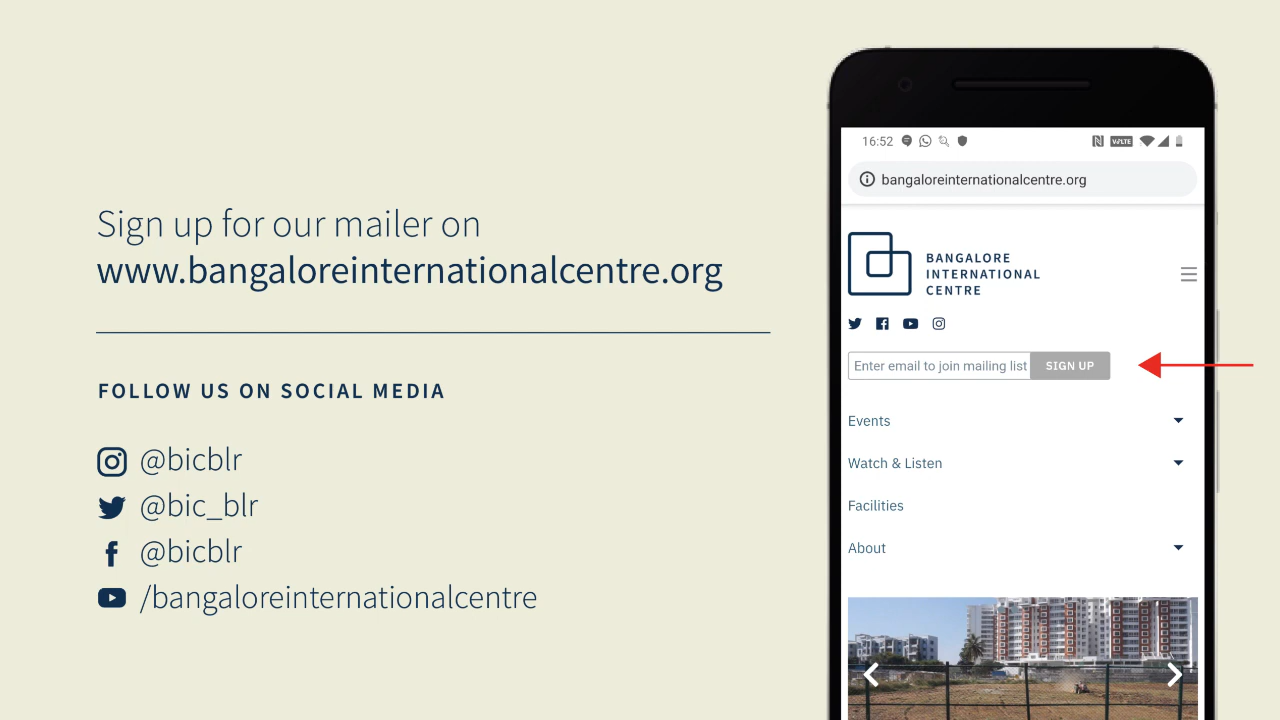 Sign up for our mailer on
www.bangaloreinternationalcentre.org
FOLLOW US ON SOCIAL MEDIA
@bicblr
@bic_blr
@bicblr
/bangaloreinternationalcentre
16:52
VoLTE
bangaloreinternationalcentre.org
BANGALORE
INTERNATIONAL
CENTRE
Enter email to join mailing list
SIGN UP
Events
Watch & Listen
Facilities
About